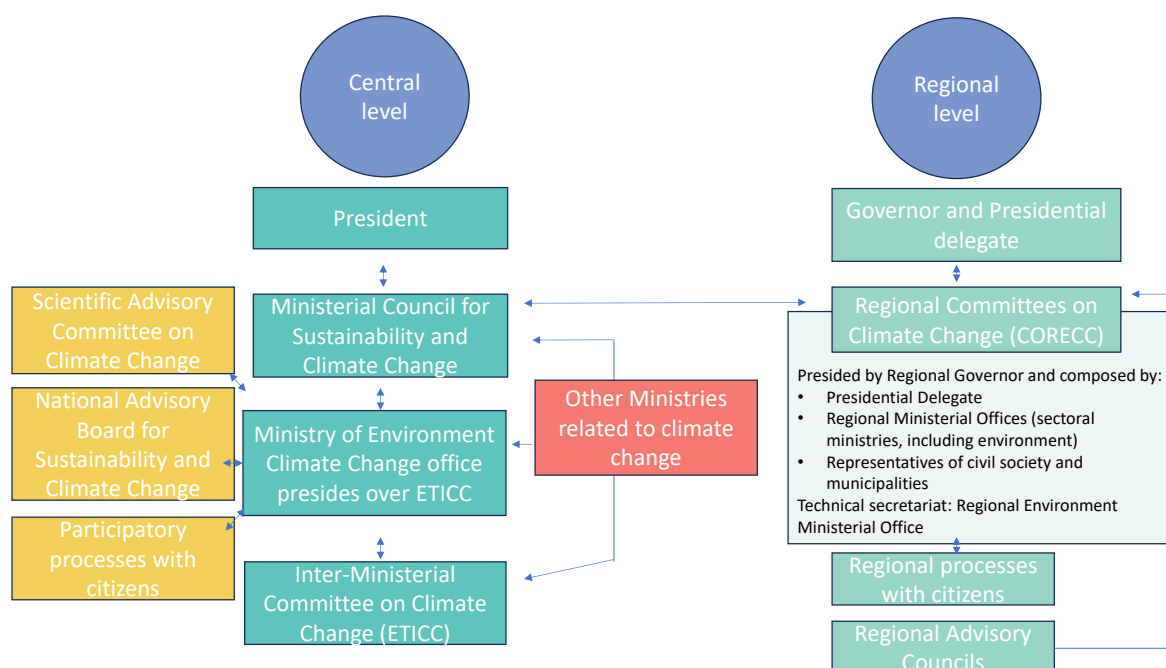 Central
level
Regional
level
President
Governor and Presidential
delegate
Scientific Advisory
Committee on
Climate Change
Ministerial Council for
Sustainability and
Climate Change
Regional Committees on
Climate Change (CORECC)
National Advisory
Board for
Sustainability and
Climate Change
Ministry of Environment
Climate Change office
presides over ETICC
Other Ministries
related to climate
change
Presided by Regional Governor and composed by:
• Presidential Delegate
• Regional Ministerial Offices (sectoral
ministries, including environment)
• Representatives of civil society and
municipalities
Technical secretariat: Regional Environment
Ministerial Office
Participatory
processes with
citizens
Inter-Ministerial
Committee on Climate
Change (ETICC)
Regional processes
with citizens
Regional Advisory
Councils